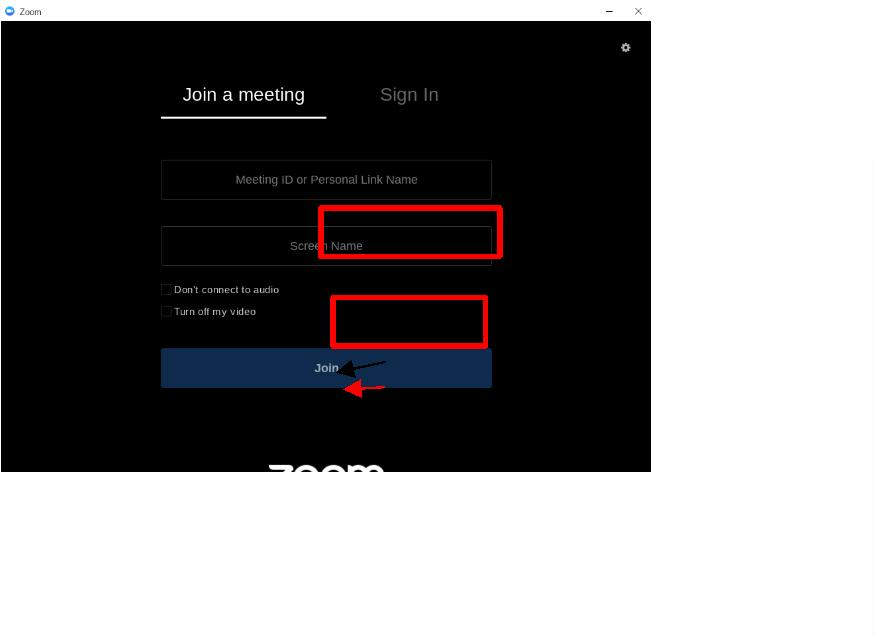 Zoom
Join a meeting
Sign In
Meeting ID or Personal Link Name
Screen Name
Don't connect to audio
Turn off my video
Join
zoom